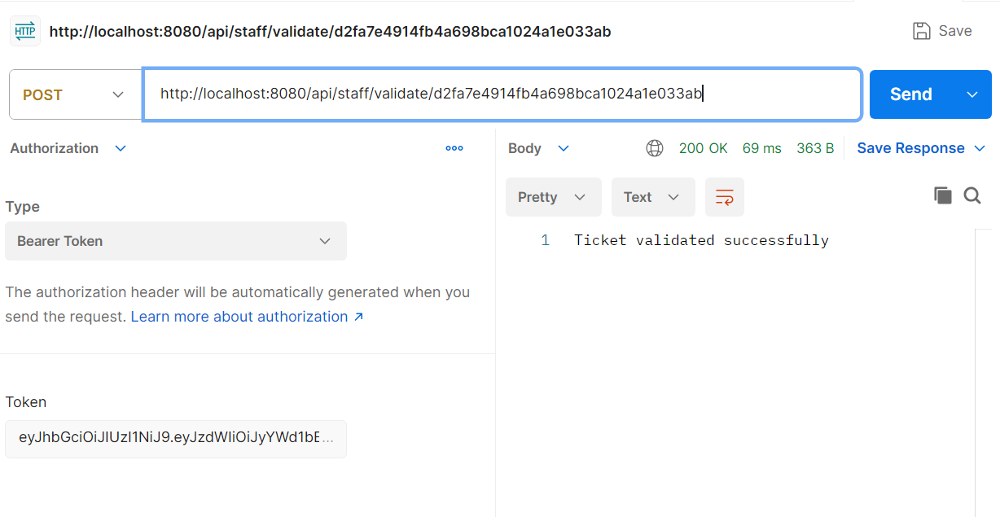 HTTP http://localhost:8080/api/staff/validate/d2fa7e4914fb4a698bca1024a1e033ab Save
POST http://localhost:8080/api/staff/validate/d2fa7e4914fb4a698bca1024a1e033ab Send
Authorization Body 200 OK 69 ms 363 B Save Response
Pretty Text
Type
Bearer Token
1 Ticket validated successfully
The authorization header will be automatically generated when you
send the request. Learn more about authorization ↗
Token
eyJhbGciOiJIUzI1NiJ9.eyJzdWIiOiJyYWd1bE...